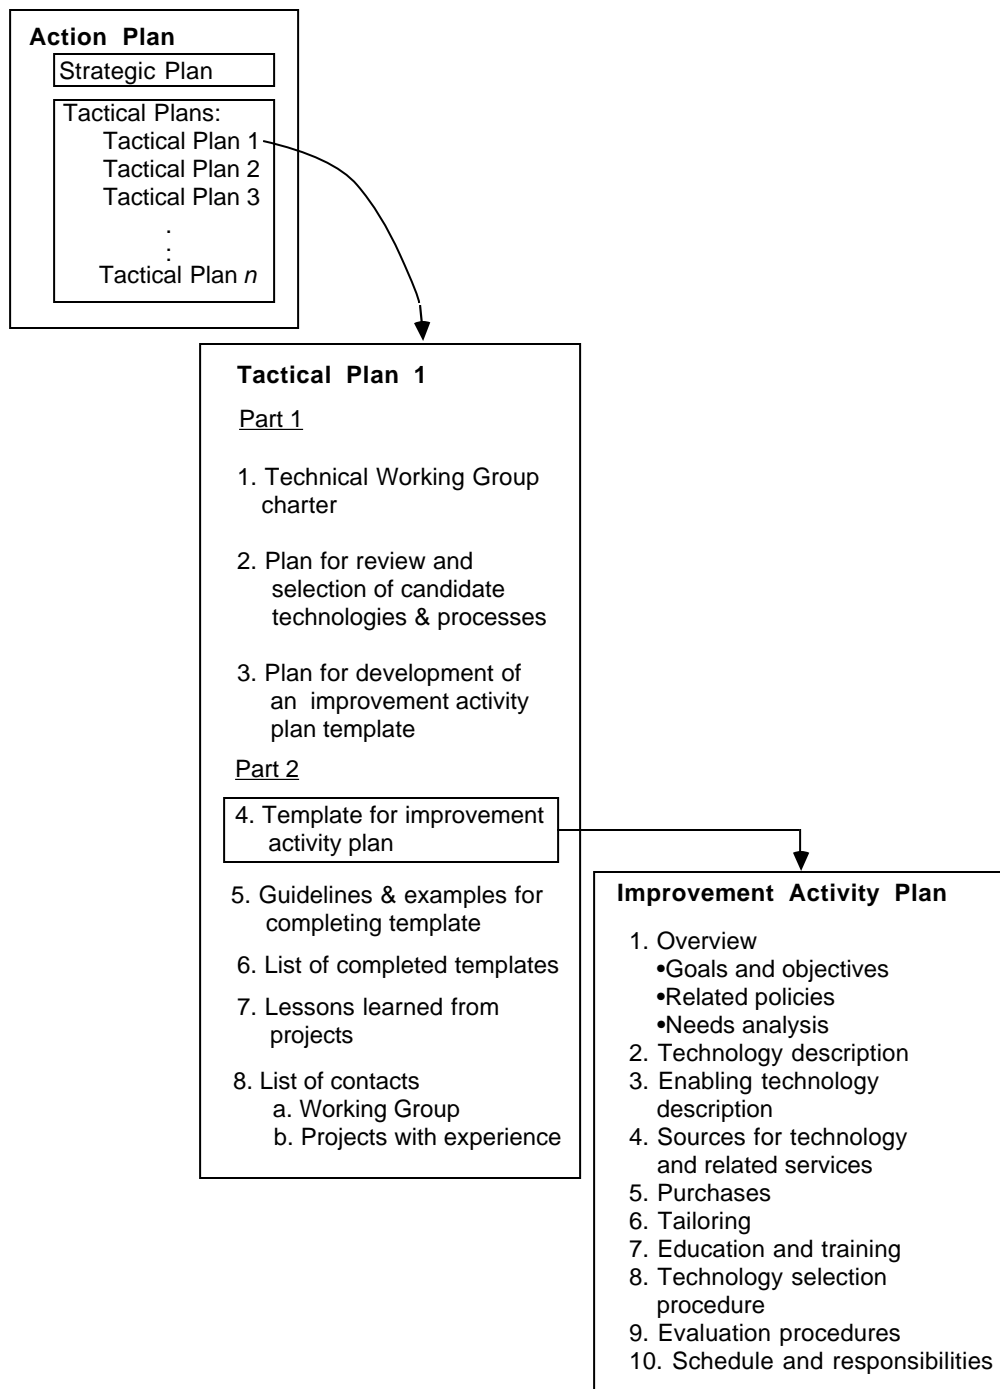 Action Plan
Strategic Plan
Tactical Plans:
Tactical Plan 1
Tactical Plan 2
Tactical Plan 3
.
.
.
Tactical Plan n
Tactical Plan 1
Part 1
1. Technical Working Group
charter
2. Plan for review and
selection of candidate
technologies & processes
3. Plan for development of
an improvement activity
plan template
Part 2
4. Template for improvement
activity plan
5. Guidelines & examples for
completing template
6. List of completed templates
7. Lessons learned from
projects
8. List of contacts
a. Working Group
b. Projects with experience
Improvement Activity Plan
1. Overview
•Goals and objectives
•Related policies
•Needs analysis
2. Technology description
3. Enabling technology
description
4. Sources for technology
and related services
5. Purchases
6. Tailoring
7. Education and training
8. Technology selection
procedure
9. Evaluation procedures
10. Schedule and responsibilities